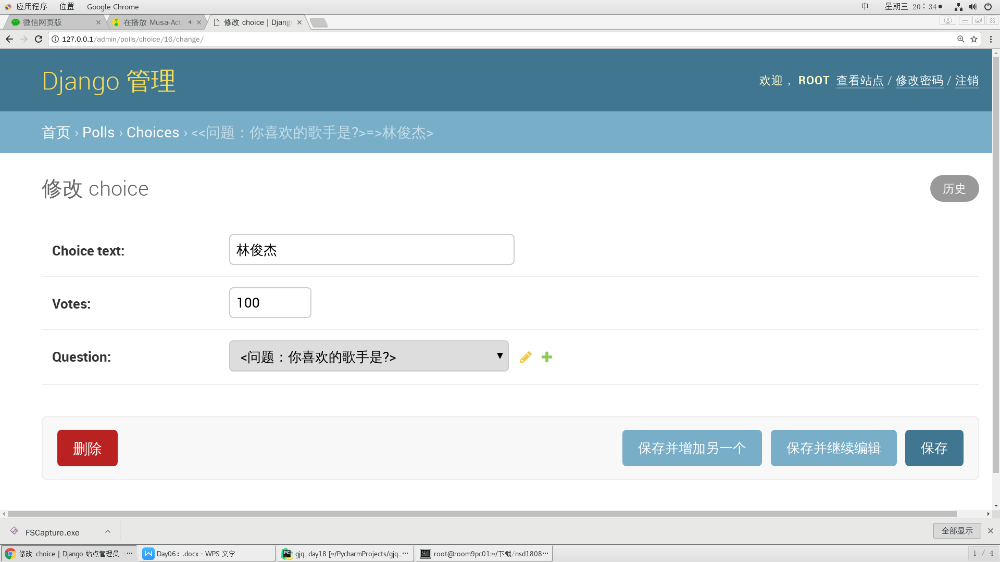 应用程序 位置 Google Chrome 中 星期三 20:34
微信网页版 在播放 Musa-Acti 修改 choice | Djang
127.0.0.1/admin/polls/choice/16/change/
Django 管理
欢迎， ROOT. 查看站点 / 修改密码 / 注销
首页 › Polls › Choices › <<问题：你喜欢的歌手是?>=>林俊杰>
修改 choice
历史
Choice text: 林俊杰
Votes: 100
Question: <问题：你喜欢的歌手是?>
删除 保存并增加另一个 保存并继续编辑 保存
FSCapture.exe 全部显示
修改 choice | Django 站点管理员 -··· Day06：.docx - WPS 文字 gjq_day18 [~/PycharmProjects/gjq_··· root@room9pc01:~/下载/nsd1808··· 1 / 4